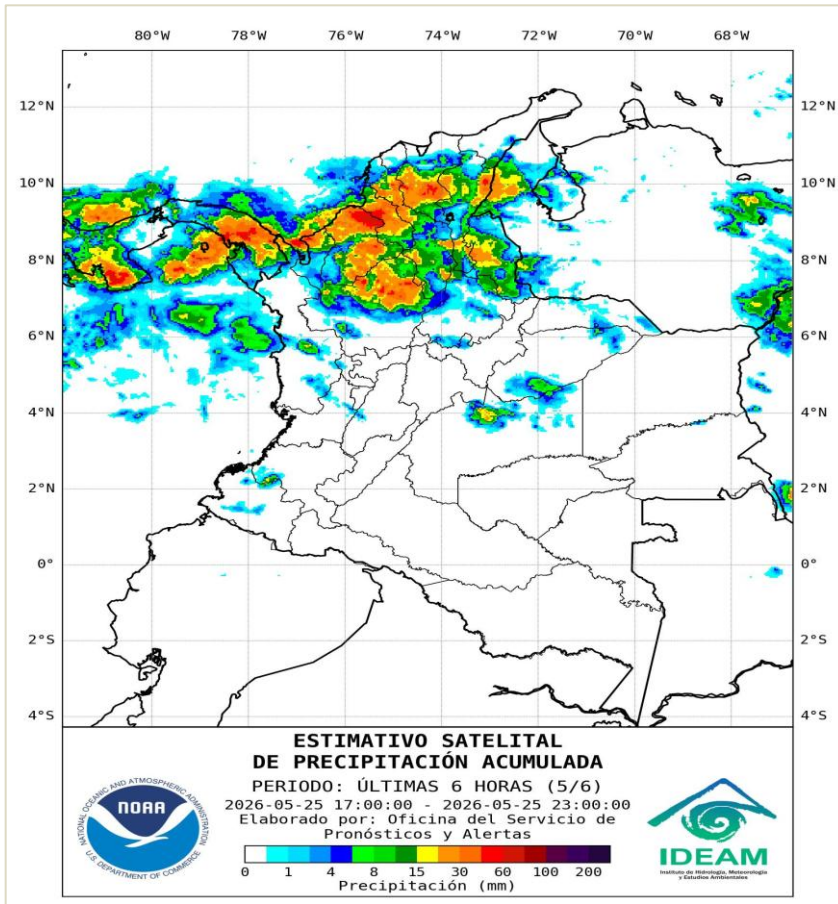 80°W 78°W 76°W 74°W 72°W 70°W 68°W
12°N 12°N
10°N 10°N
8°N 8°N
6°N 6°N
4°N 4°N
2°N 2°N
0° 0°
2°S 2°S
4°S 4°S
ESTIMATIVO SATELITAL
DE PRECIPITACIÓN ACUMULADA
PERIODO: ÚLTIMAS 6 HORAS (5/6)
2026-05-25 17:00:00 - 2026-05-25 23:00:00
Elaborado por: Oficina del Servicio de
Pronósticos y Alertas
0 1 4 8 15 30 60 100 200
Precipitación (mm)
NATIONAL OCEANIC AND ATMOSPHERIC ADMINISTRATION
NOAA
U.S. DEPARTMENT OF COMMERCE
IDEAM
Instituto de Hidrología, Meteorología
y Estudios Ambientales